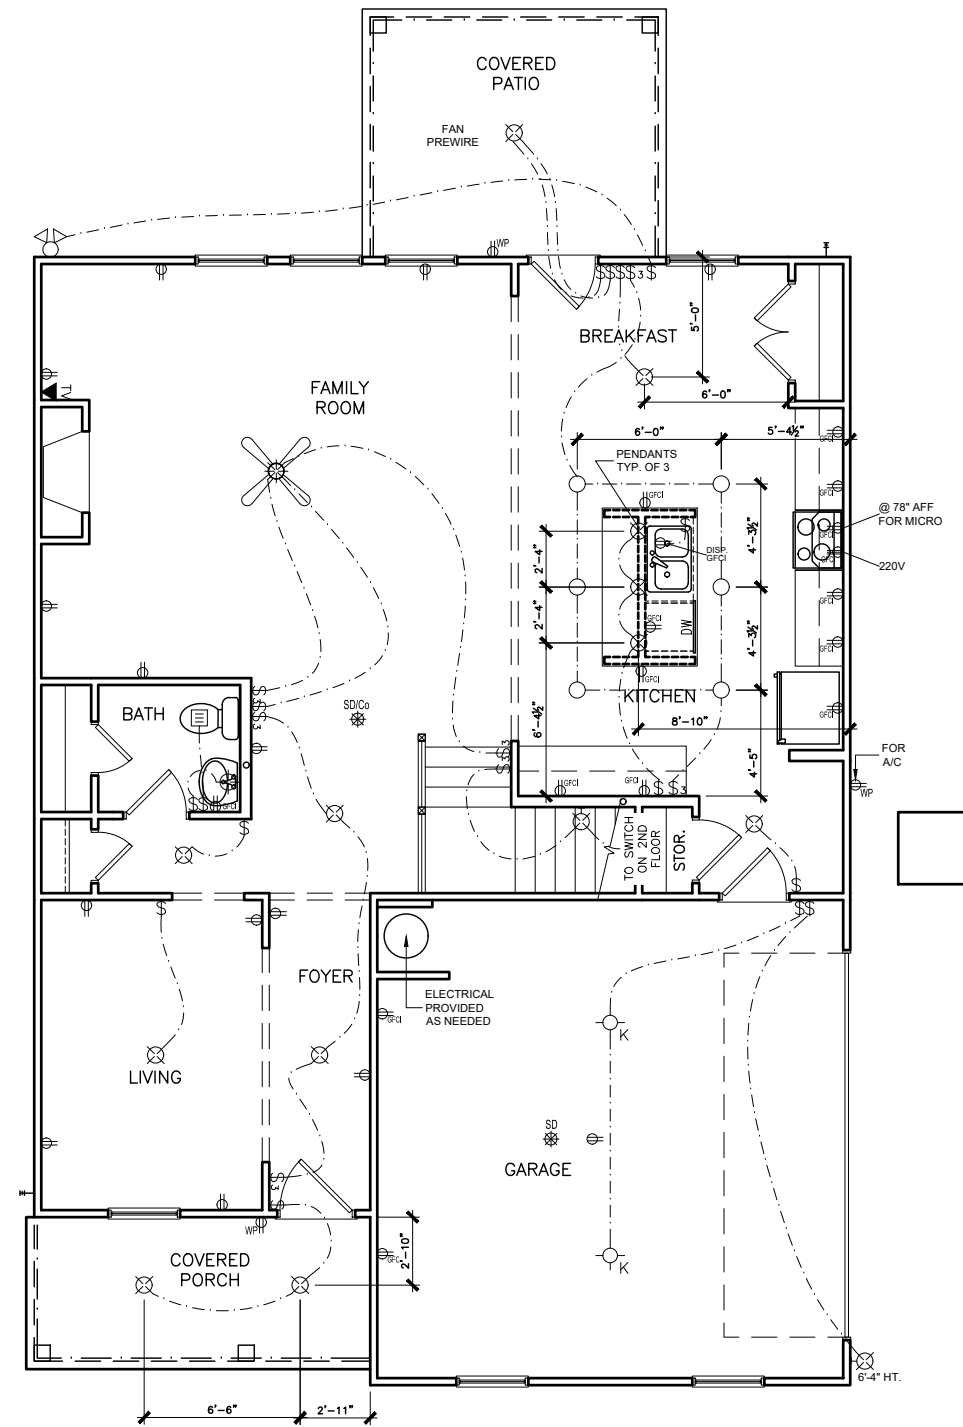 COVERED
PATIO
FAN
PREWIRE
WP
$ $ $ $ 3 $
BREAKFAST
5'-0"
6'-0"
TV
FAMILY
ROOM
6'-0"
5'-4½"
PENDANTS
TYP. OF 3
GFCI
GFCI
GFCI
@ 78" AFF
FOR MICRO
GFCI
220V
GFCI
GFCI
GFCI
DISP.
GFCI
$
4'-3½"
4'-3½"
2'-4"
2'-4"
GFCI
DW
GFCI
KITCHEN
8'-10"
6'-4½"
4'-5"
BATH
$
$ 3
$ 3
SD/Co
$ 3
$ 3
GFCI
GFCI
$ $ 3
FOR
A/C
WP
$ $
GFCI
$
TO SWITCH
ON 2ND
FLOOR
STOR.
$
$
$ $
FOYER
ELECTRICAL
PROVIDED
AS NEEDED
GFCI
K
LIVING
SD
GARAGE
$ 3
$
WP
COVERED
PORCH
2'-10"
GFCI
K
6'-4" HT.
6'-6"
2'-11"